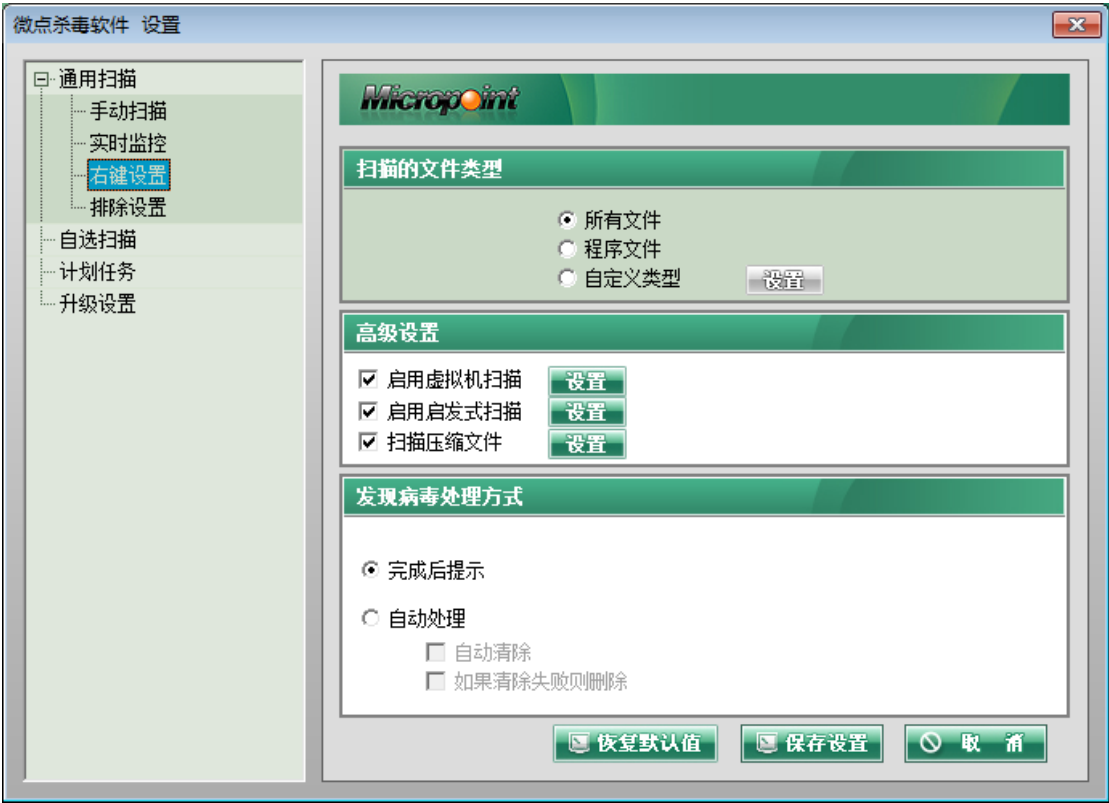 微点杀毒软件 设置
通用扫描
手动扫描
实时监控
右键设置
排除设置
自选扫描
计划任务
升级设置
Micropoint
扫描的文件类型
所有文件
程序文件
自定义类型 设置
高级设置
启用虚拟机扫描 设置
启用启发式扫描 设置
扫描压缩文件 设置
发现病毒处理方式
完成后提示
自动处理
自动清除
如果清除失败则删除
恢复默认值 保存设置 取 消